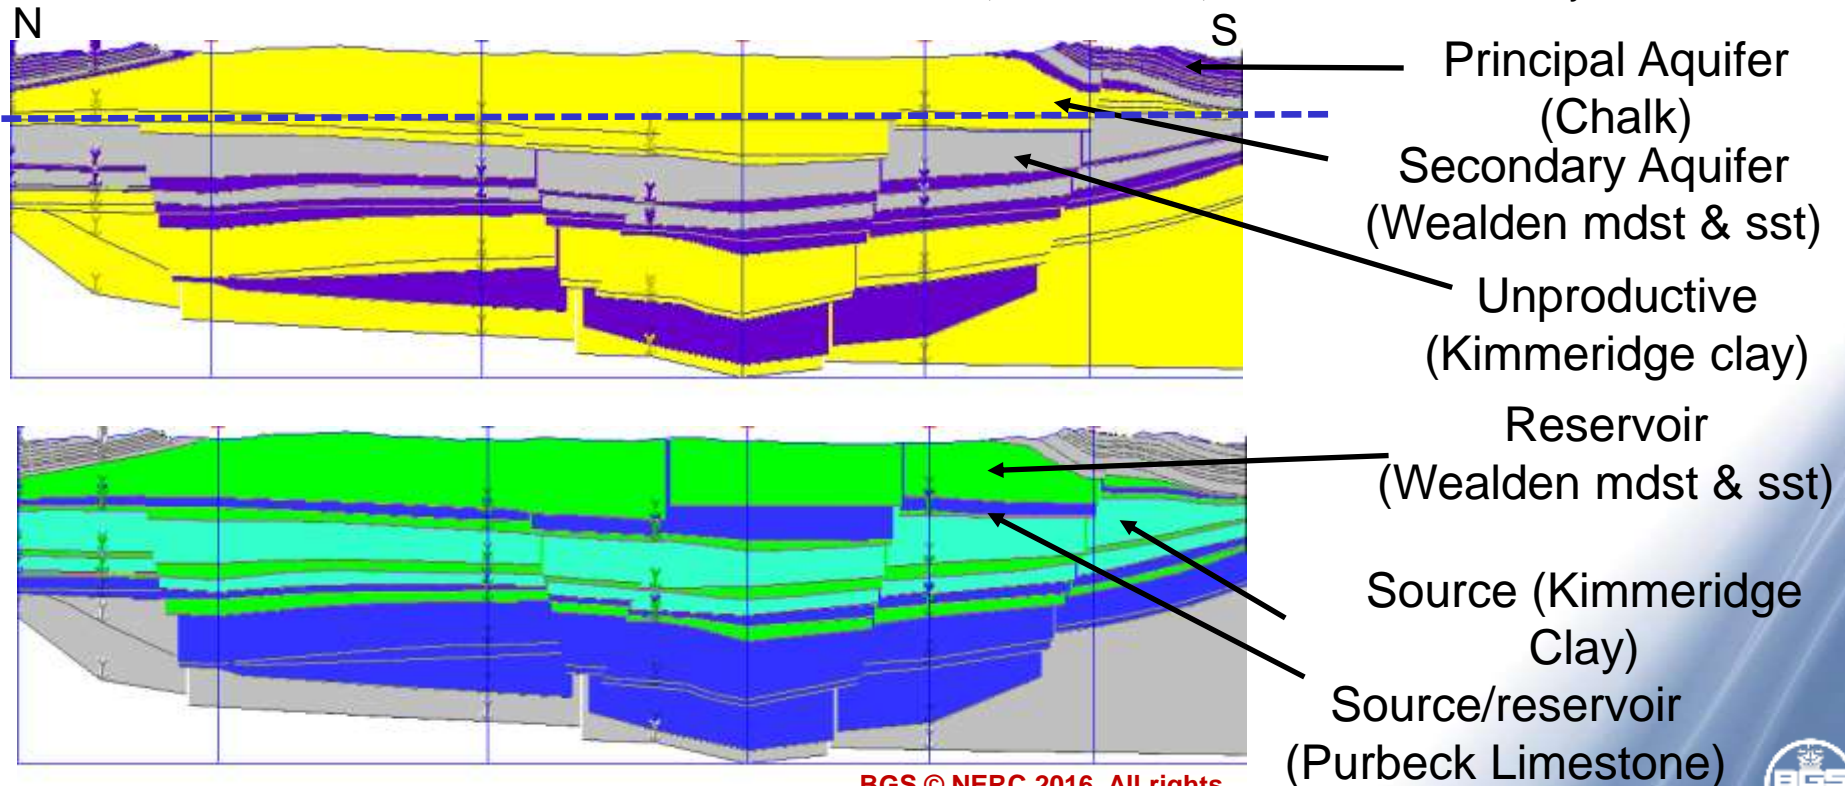 N
S
Principal Aquifer
(Chalk)
Secondary Aquifer
(Wealden mdst & sst)
Unproductive
(Kimmeridge clay)
Reservoir
(Wealden mdst & sst)
Source (Kimmeridge
Clay)
Source/reservoir
(Purbeck Limestone)
BGS © NERC 2016. All rights
BGS